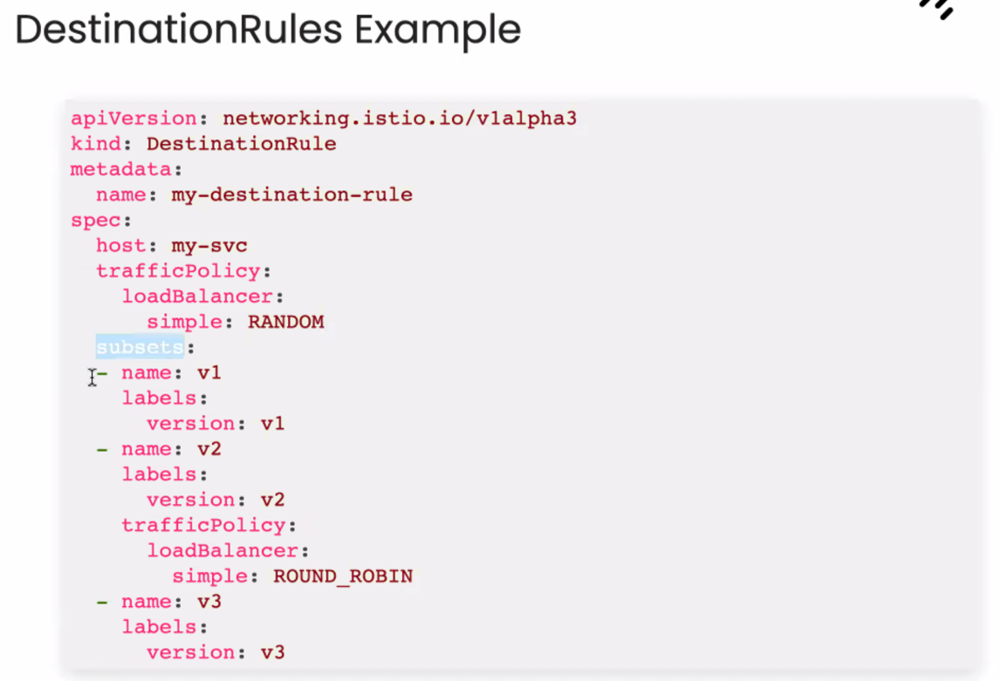 DestinationRules Example
apiVersion: networking.istio.io/v1alpha3
kind: DestinationRule
metadata:
  name: my-destination-rule
spec:
  host: my-svc
  trafficPolicy:
    loadBalancer:
      simple: RANDOM
  subsets:
  - name: v1
    labels:
      version: v1
  - name: v2
    labels:
      version: v2
    trafficPolicy:
      loadBalancer:
        simple: ROUND_ROBIN
  - name: v3
    labels:
      version: v3